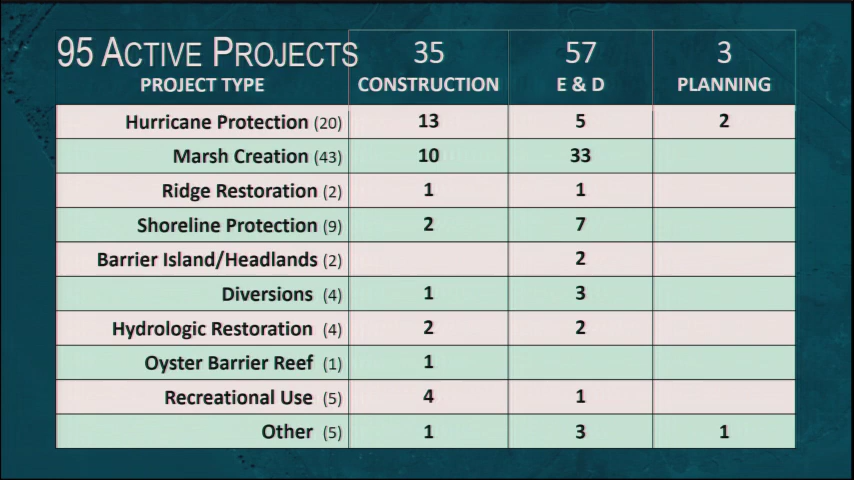 95 ACTIVE PROJECTS 35 57 3
PROJECT TYPE CONSTRUCTION E & D PLANNING
Hurricane Protection (20) 13 5 2
Marsh Creation (43) 10 33
Ridge Restoration (2) 1 1
Shoreline Protection (9) 2 7
Barrier Island/Headlands (2) 2
Diversions (4) 1 3
Hydrologic Restoration (4) 2 2
Oyster Barrier Reef (1) 1
Recreational Use (5) 4 1
Other (5) 1 3 1